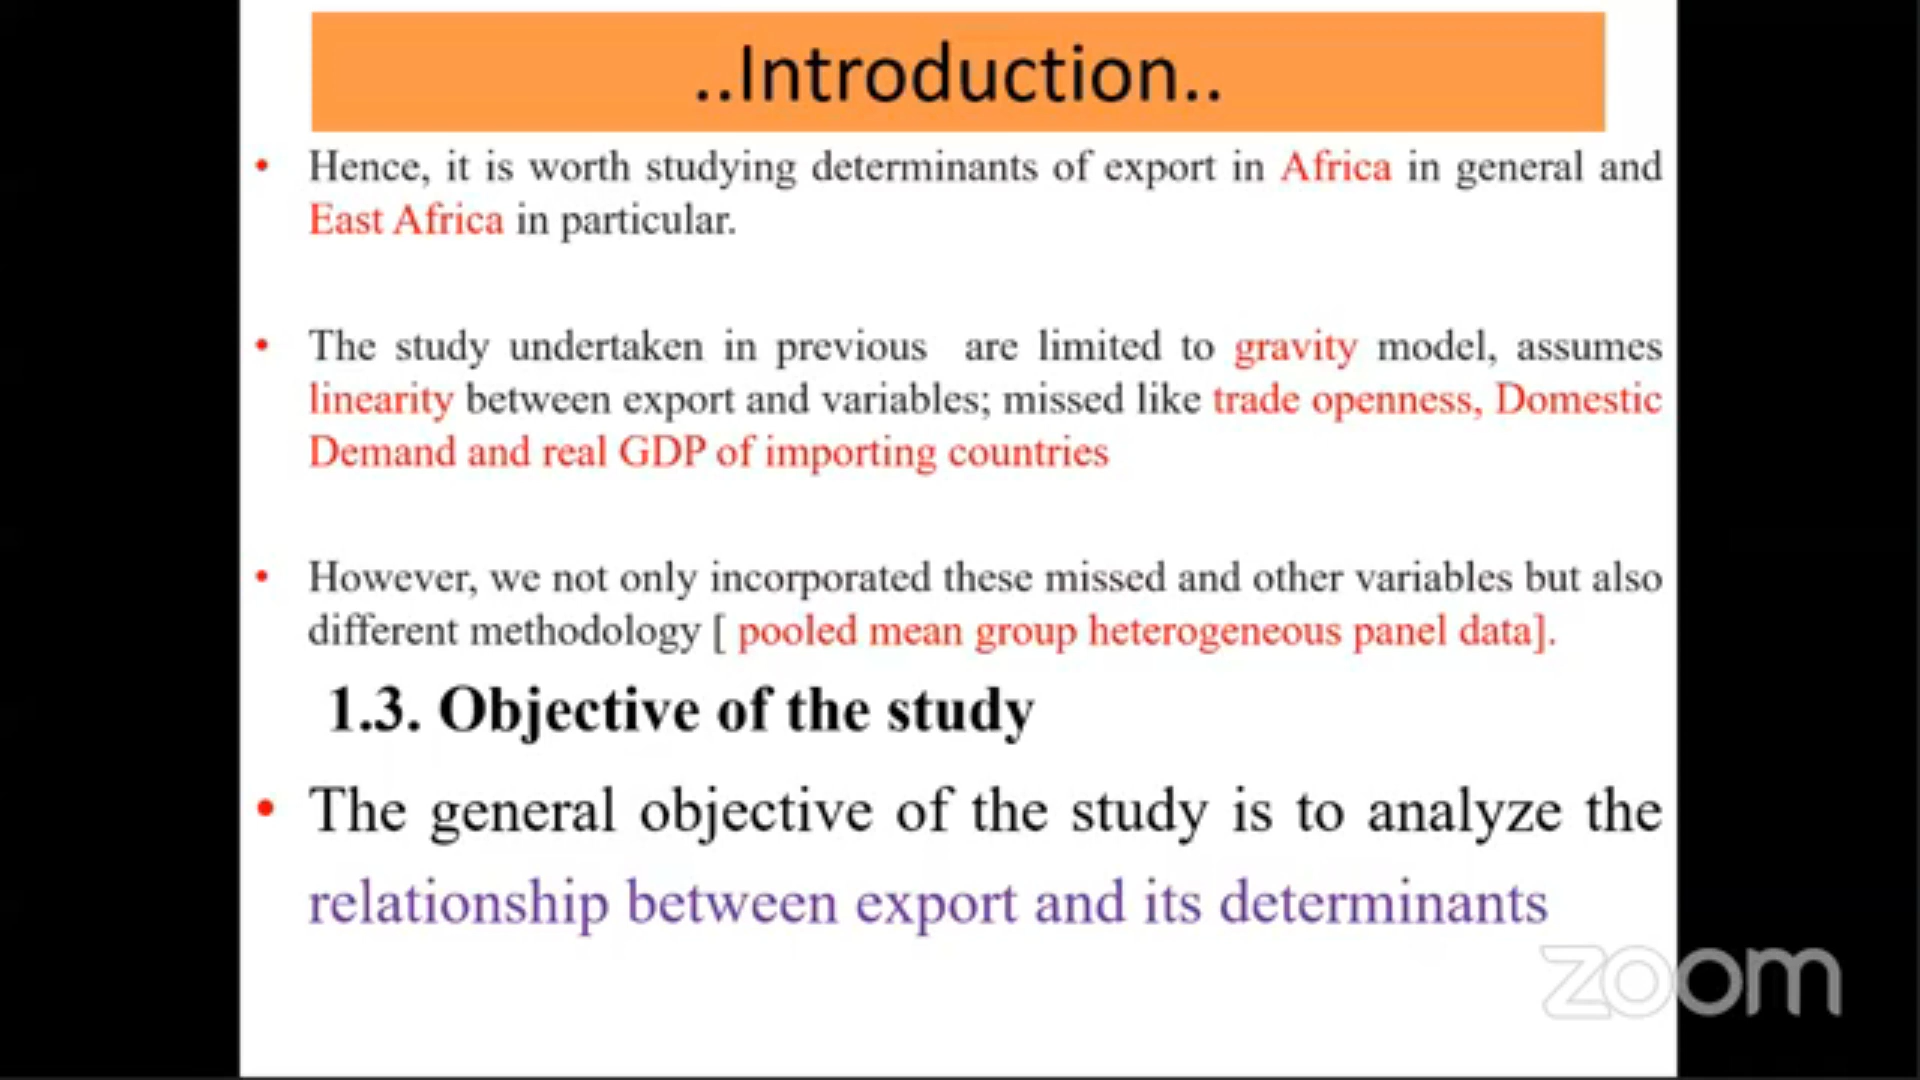 ..Introduction..
• Hence, it is worth studying determinants of export in Africa in general and
East Africa in particular.
• The study undertaken in previous are limited to gravity model, assumes
linearity between export and variables; missed like trade openness, Domestic
Demand and real GDP of importing countries
• However, we not only incorporated these missed and other variables but also
different methodology [ pooled mean group heterogeneous panel data].
1.3. Objective of the study
• The general objective of the study is to analyze the
relationship between export and its determinants
zoom